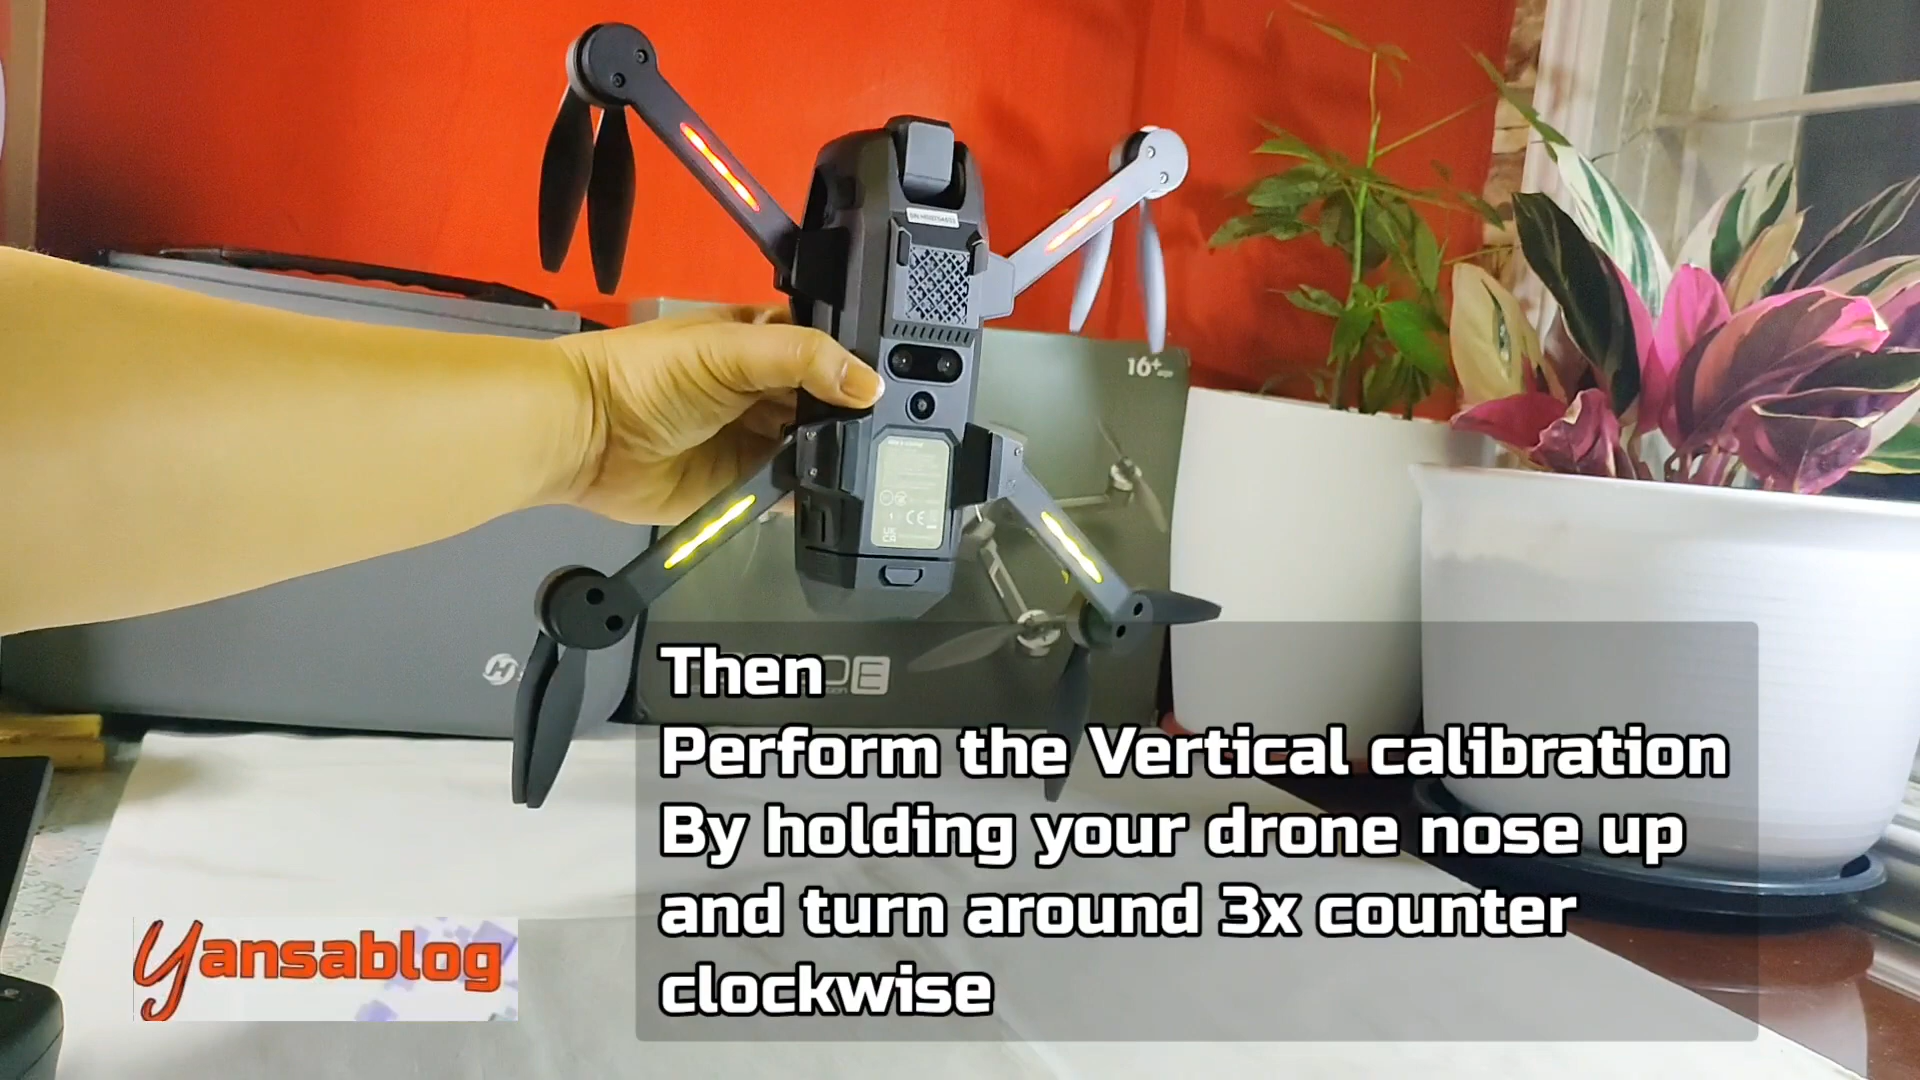 16+
E
Then
Perform the Vertical calibration
By holding your drone nose up
and turn around 3x counter
clockwise
Yansablog